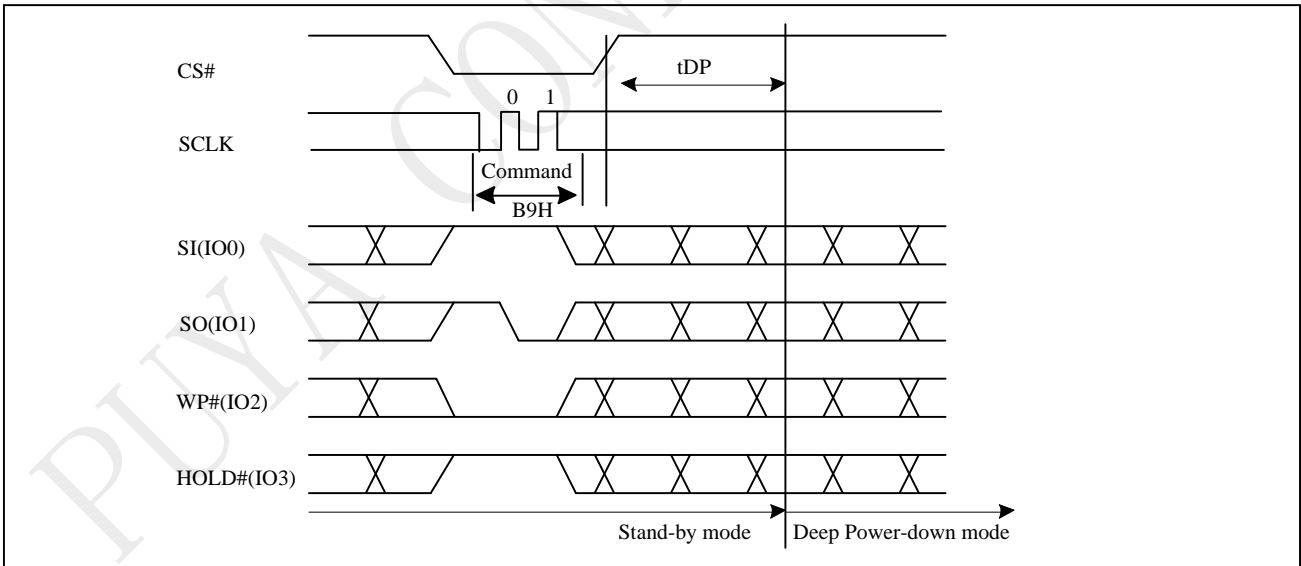 CS#
tDP
0 1
SCLK
Command
B9H
SI(IO0)
SO(IO1)
WP#(IO2)
HOLD#(IO3)
Stand-by mode Deep Power-down mode
PUYA